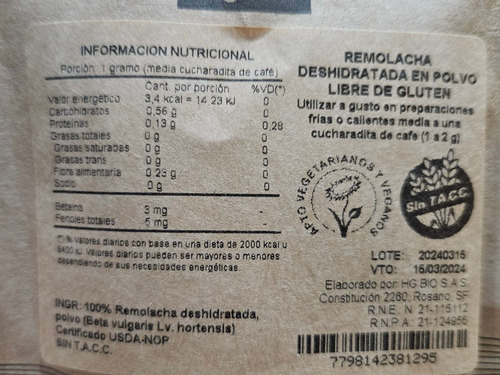 INFORMACION NUTRICIONAL
Porción: 1 gramo (media cucharadita de café)
Cant. por porción %VD(*)
Valor energético 3,4 kcal = 14 23 KJ 0
Carbohidratos 0,56 g 0
Proteínas 0,13 g 0,28
Grasas totales 0 g 0
Grasas saturadas 0 g 0
Grasas trans 0 g 0
Fibra alimentaria 0,23 g 0
Sodio 0 g 0
Betaina 3 mg -
Fenoles totales 5 mg -
(*) % Valores diarios con base en una dieta de 2000 kcal u
8400 kJ. Valores diarios pueden ser mayores o menores
dependiendo de sus necesidades energéticas.
INGR: 100% Remolacha deshidratada,
polvo (Beta vulgaris Lv. hortensis)
Certificado USDA-NOP
SIN T.A.C.C.
REMOLACHA
DESHIDRATADA EN POLVO
LIBRE DE GLUTEN
Utilizar a gusto en preparaciones
frías o calientes media a una
cucharadita de cafe (1 a 2 g)
APTO VEGETARIANOS Y VEGANOS
Sin T.A.C.C.
LOTE: 20240315
VTO: 15/03/2024
Elaborado por: HG BIO S.A.S.
Constitución 2260, Rosario, SF
R.N.E. N 21-115112
R.N.P.A.: 21-124956
7798142381295